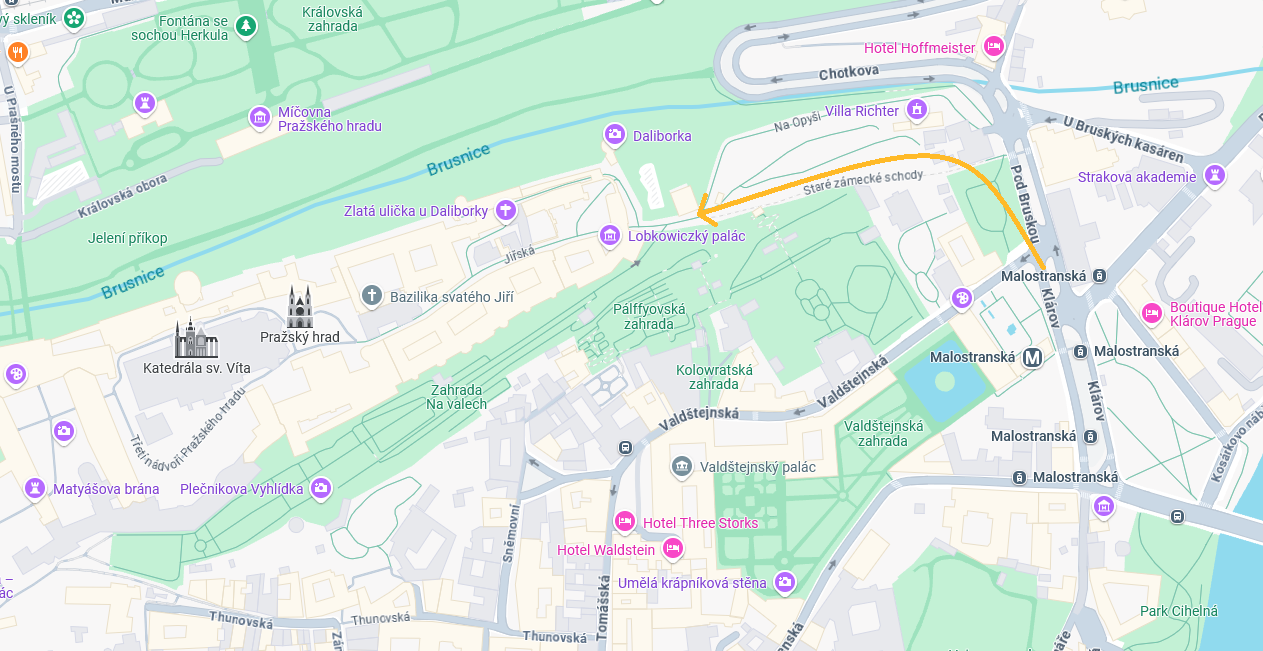 ý skleník
Fontána se
sochou Herkula
Královská
zahrada
Hotel Hoffmeister
Chotkova
Brusnice
U Prašného mostu
Míčovna
Pražského hradu
Daliborka
Na Opyši
Villa Richter
U Bruských kasáren
Brusnice
Královská obora
Staré zámecké schody
Pod Bruskou
Strakova akademie
Zlatá ulička u Daliborky
Jelení příkop
Lobkowiczký palác
Jiřská
Brusnice
Malostranská
Bazilika svatého Jiří
Klárov
Pálffyovská
zahrada
Boutique Hotel
Klárov Prague
Pražský hrad
Katedrála sv. Víta
Malostranská
Malostranská
Kolowratská
zahrada
Valdštejnská
Zahrada
Na valech
Klárov
Valdštejnská
Třetí nádvoří Pražského hradu
Valdštejnská
zahrada
Malostranská
Kosárkovo náb
Valdštejnský palác
Matyášova brána
Plečnikova Vyhlídka
Malostranská
Sněmovní
Hotel Three Storks
Hotel Waldstein
Umělá krápníková stěna
Tomášská
Park Cihelná
ác
Thunovská
Thunovská
Thunovská
enská